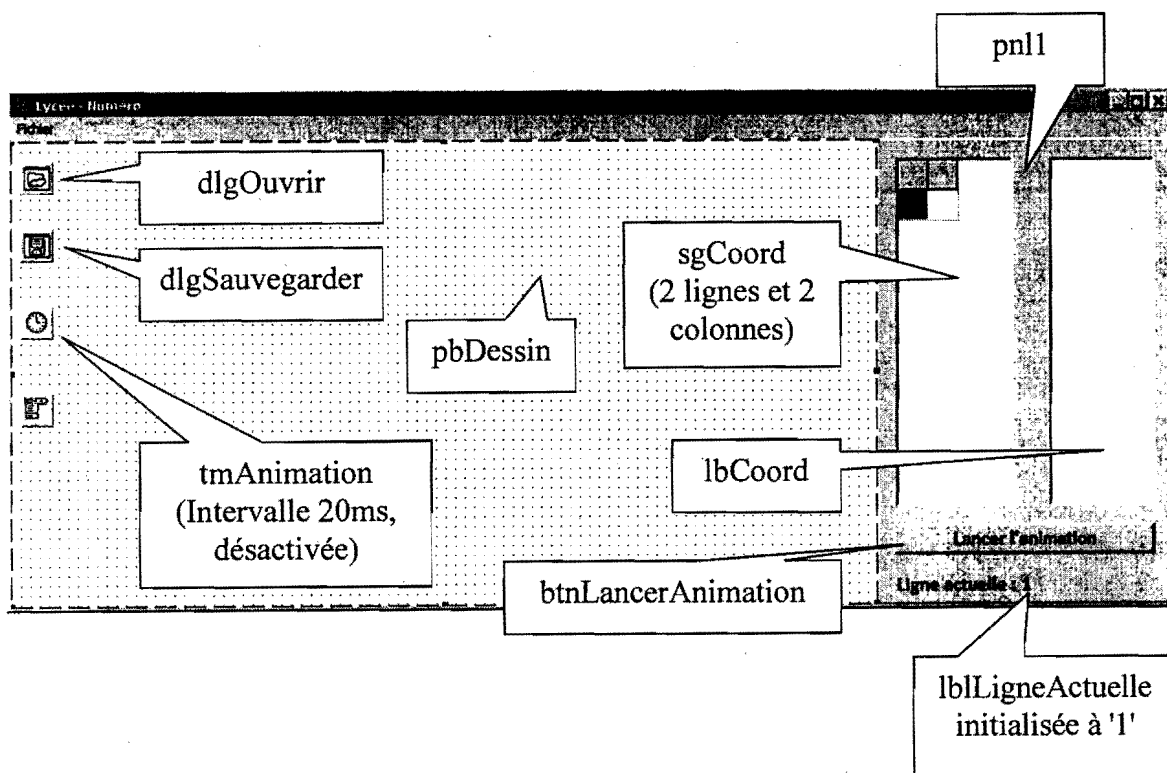 pnl1
Lycée - Numéro
Fichier
dlgOuvrir
dlgSauvegarder
sgCoord
(2 lignes et 2
colonnes)
pbDessin
tmAnimation
(Intervalle 20ms,
désactivée)
lbCoord
Lancer l'animation
btnLancerAnimation
Ligne actuelle : 1
lblLigneActuelle
initialisée à '1'